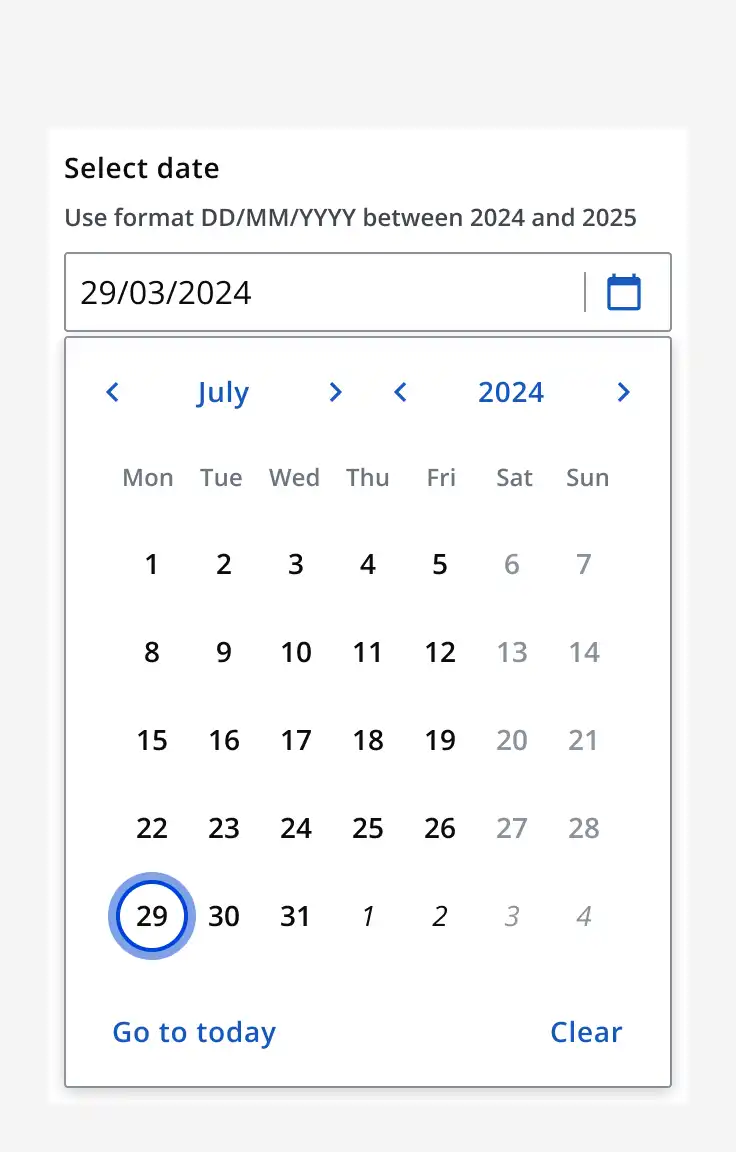 Select date
Use format DD/MM/YYYY between 2024 and 2025
29/03/2024
July 2024
Mon Tue Wed Thu Fri Sat Sun
1 2 3 4 5 6 7
8 9 10 11 12 13 14
15 16 17 18 19 20 21
22 23 24 25 26 27 28
29 30 31 1 2 3 4
Go to today Clear